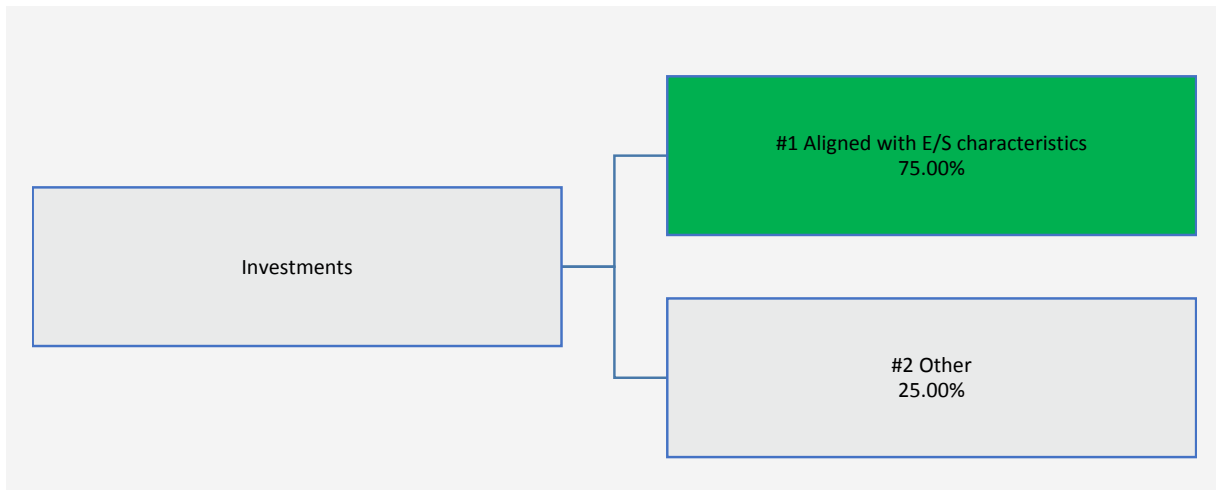 Investments
#1 Aligned with E/S characteristics
75.00%
#2 Other
25.00%